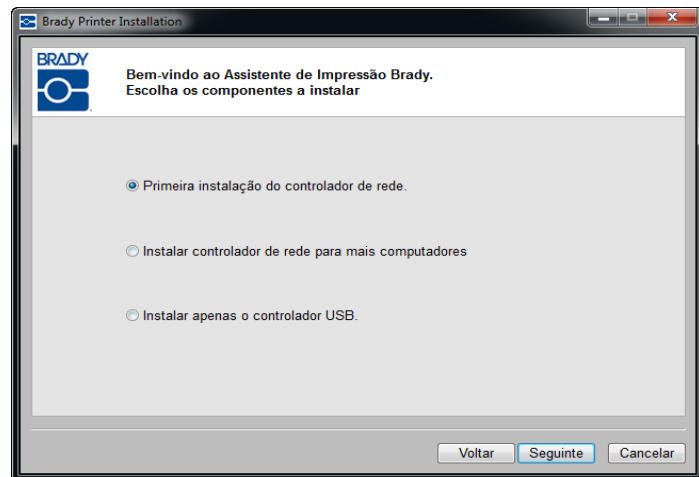 Brady Printer Installation
BRADY
Bem-vindo ao Assistente de Impressão Brady.
Escolha os componentes a instalar
Primeira instalação do controlador de rede.
Instalar controlador de rede para mais computadores
Instalar apenas o controlador USB.
Voltar Seguinte Cancelar